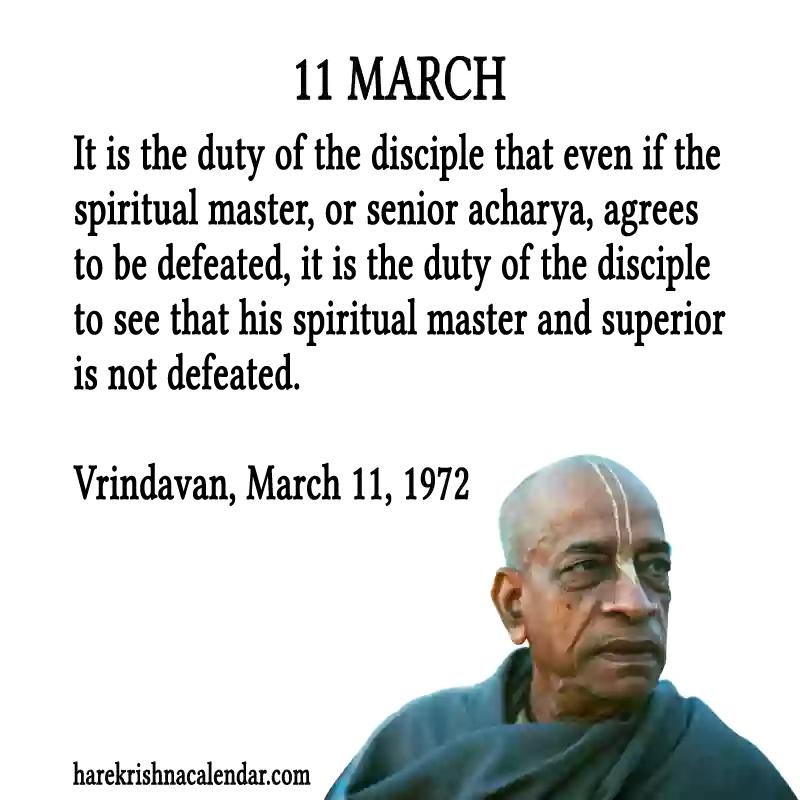 11 MARCH
It is the duty of the disciple that even if the
spiritual master, or senior acharya, agrees
to be defeated, it is the duty of the disciple
to see that his spiritual master and superior
is not defeated.
Vrindavan, March 11, 1972
harekrishnacalendar.com